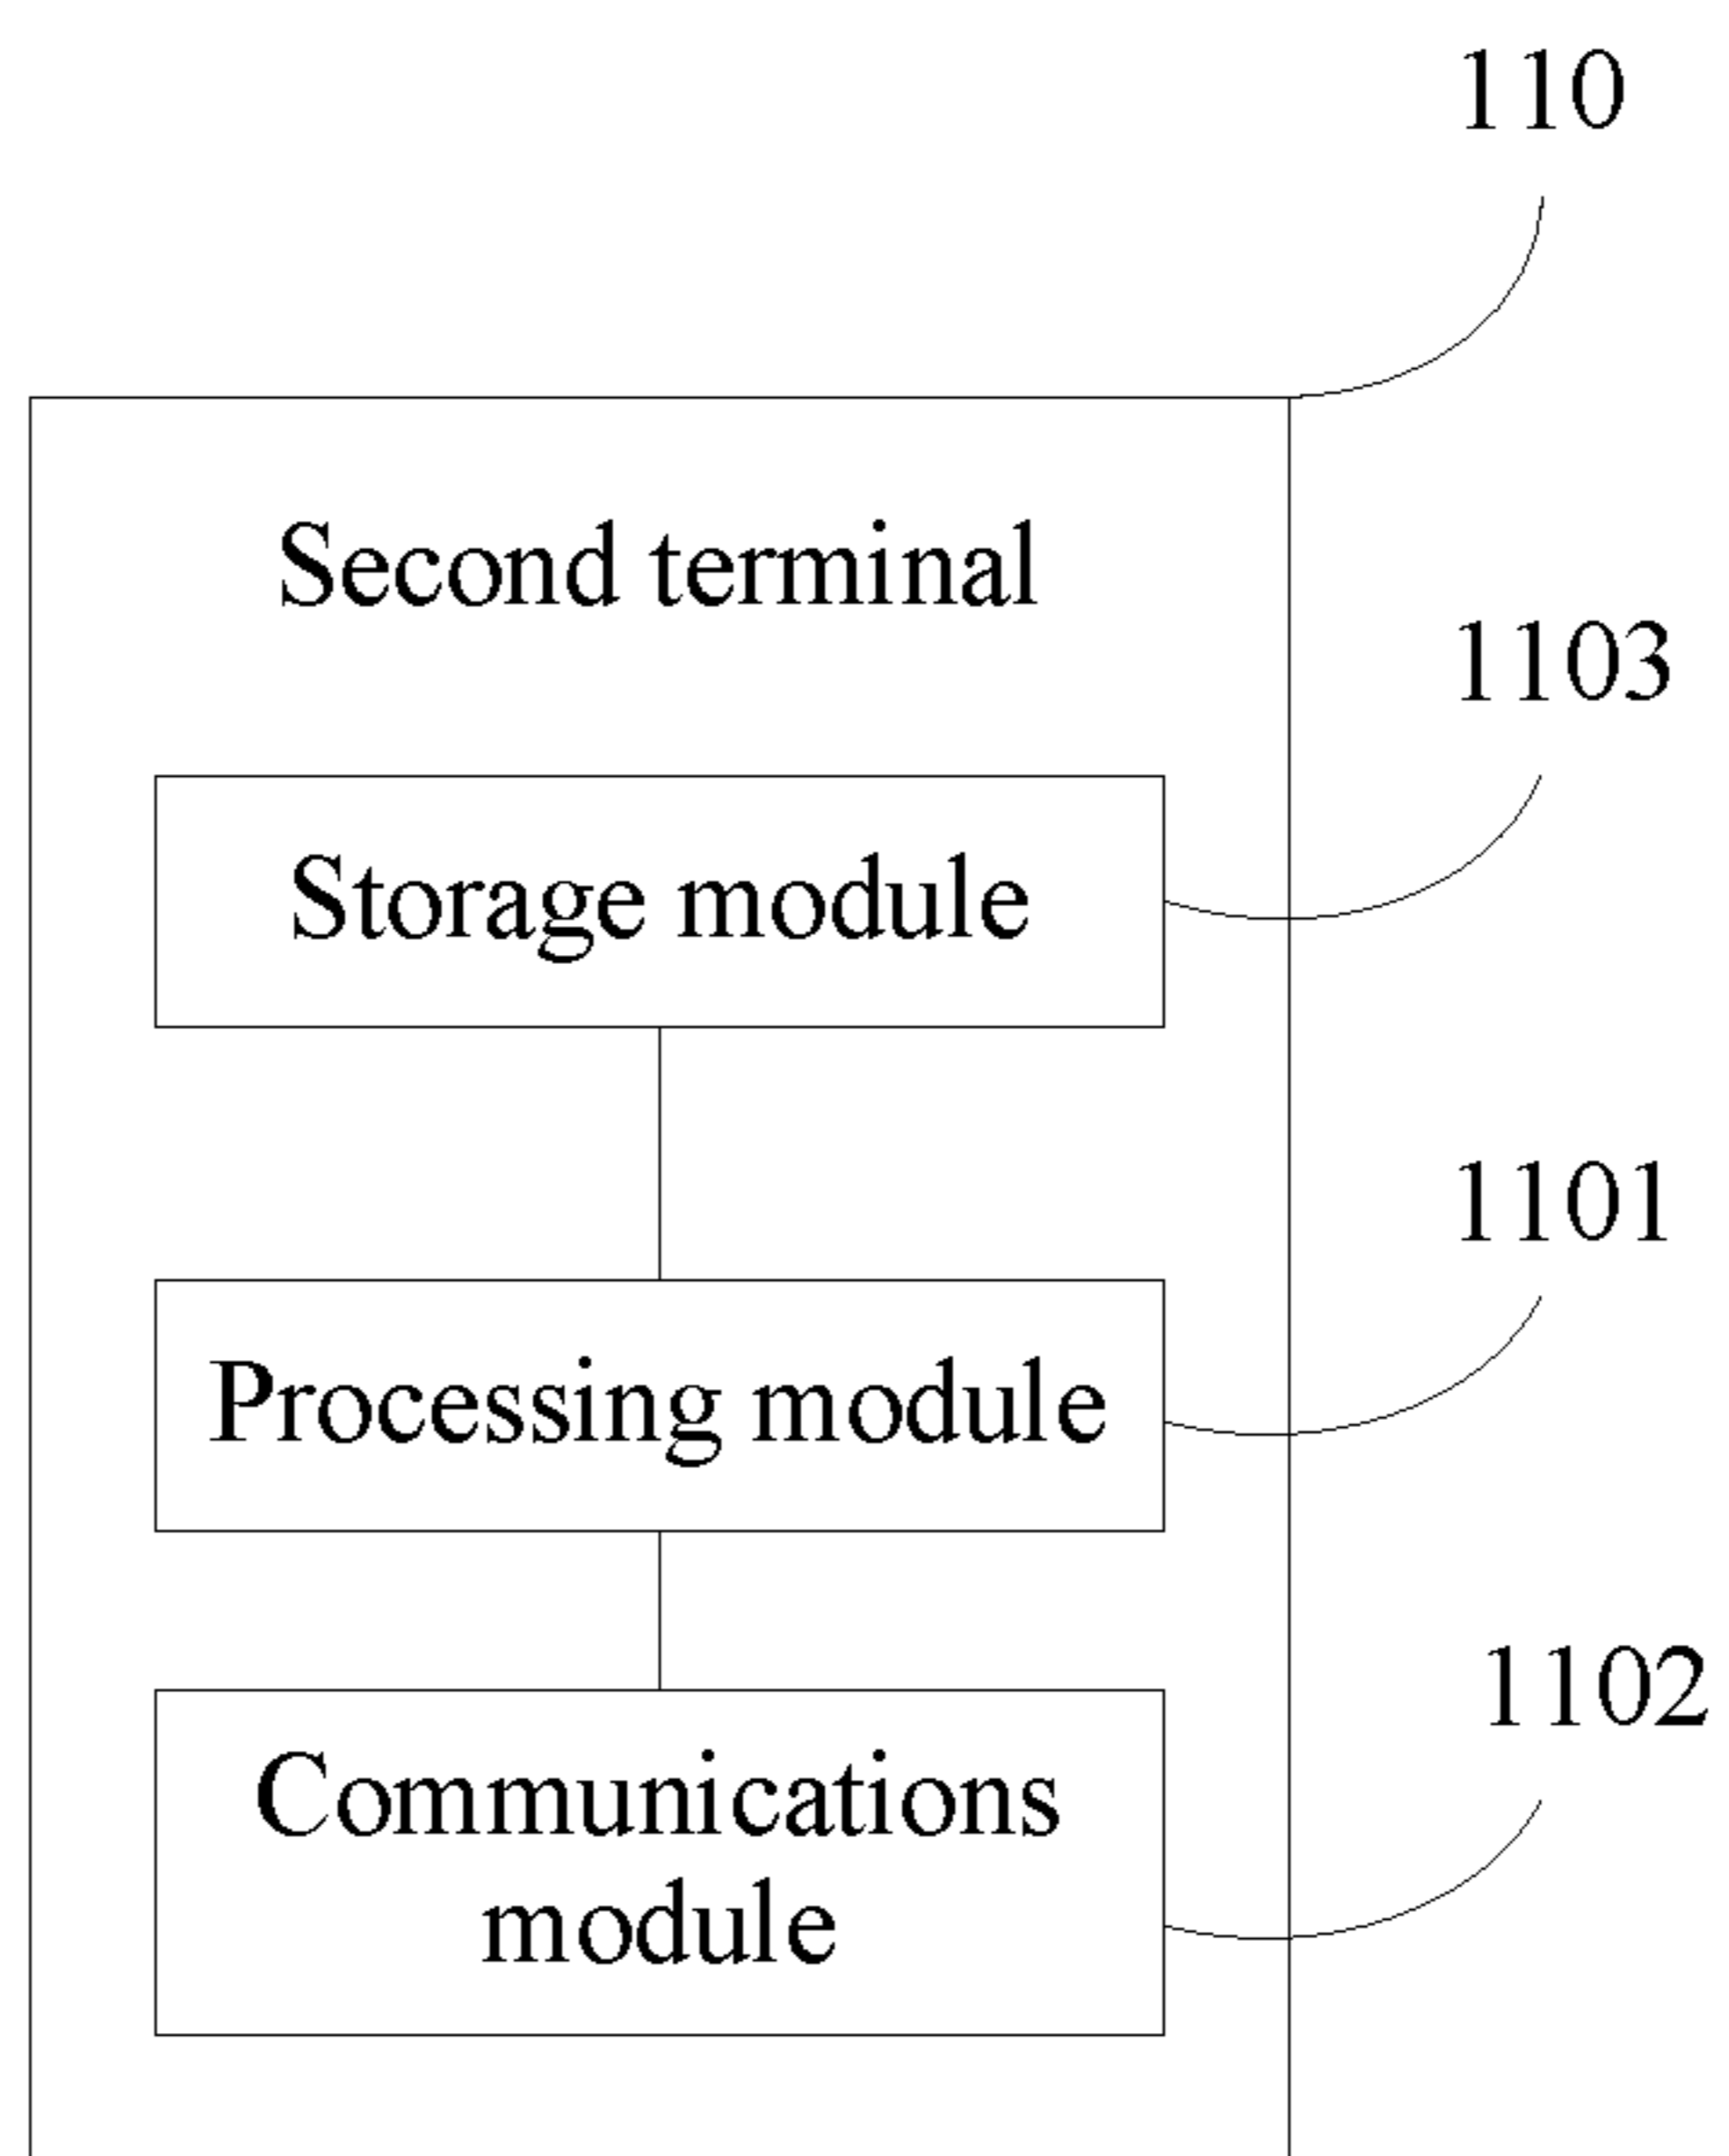 110
Second terminal
1103
Storage module
1101
Processing module
1102
Communications
module